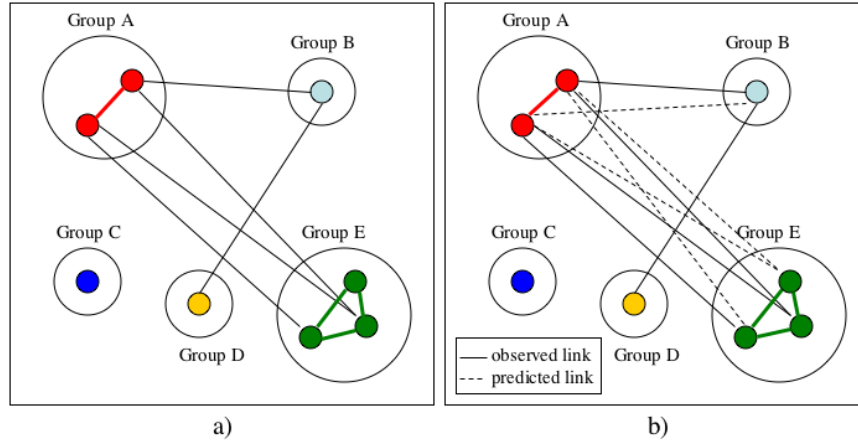 Group A
Group B
Group C
Group D
Group E
a)
Group A
Group B
Group C
Group D
Group E
observed link
predicted link
b)